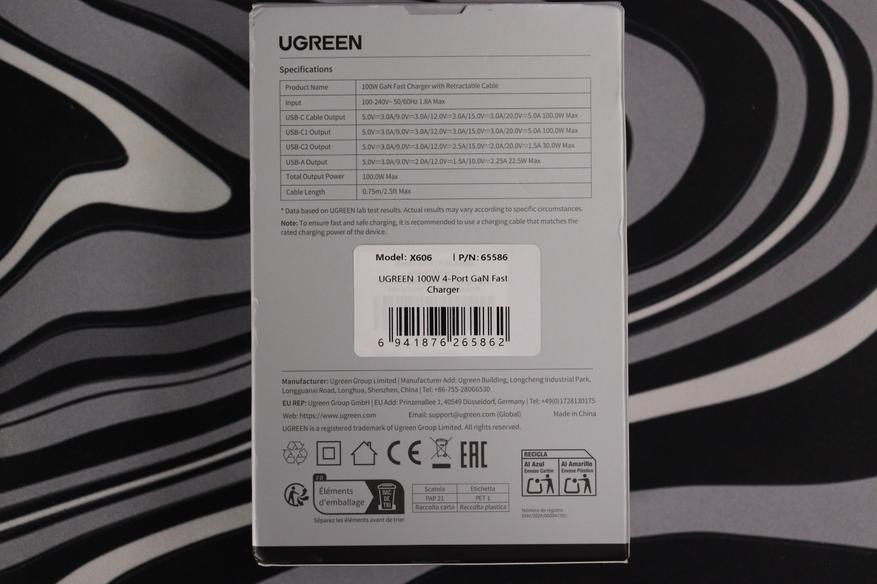 UGREEN
Specifications
Product Name 100W GaN Fast Charger with Retractable Cable
Input 100-240V~ 50/60Hz 1.8A Max
USB-C Cable Output 5.0V⎓3.0A/9.0V⎓3.0A/12.0V⎓3.0A/15.0V⎓3.0A/20.0V⎓5.0A 100.0W Max
USB-C1 Output 5.0V⎓3.0A/9.0V⎓3.0A/12.0V⎓3.0A/15.0V⎓3.0A/20.0V⎓5.0A 100.0W Max
USB-C2 Output 5.0V⎓3.0A/9.0V⎓3.0A/12.0V⎓2.5A/15.0V⎓2.0A/20.0V⎓1.5A 30.0W Max
USB-A Output 5.0V⎓3.0A/9.0V⎓2.0A/12.0V⎓1.5A/10.0V⎓2.25A 22.5W Max
Total Output Power 100.0W Max
Cable Length 0.75m/2.5ft Max
* Data based on UGREEN lab test results. Actual results may vary according to specific circumstances.
Note: To ensure fast and safe charging, it is recommended to use a charging cable that matches the
rated charging power of the device.
Model: X606 | P/N: 65586
UGREEN 100W 4-Port GaN Fast
Charger
6 941876 265862
Manufacturer: Ugreen Group Limited | Manufacturer Add: Ugreen Building, Longcheng Industrial Park,
Longguanxi Road, Longhua, Shenzhen, China | Tel: +86-755-28066530
EU REP: Ugreen Group GmbH | EU Add: Prinzenallee 1, 40549 Düsseldorf, Germany | Tel: +49(0)1728130175
Web: https://www.ugreen.com Email: support@ugreen.com (Global) Made in China
UGREEN is a registered trademark of Ugreen Group Limited. All rights reserved.
CE EAC
RECICLA
Al Azul Al Amarillo
Envase Cartón Envase Plástico
FR
Éléments
d'emballage
BAC
DE
TRI
Séparez les éléments avant de trier
Scatola Etichetta
PAP 21 PET 1
Raccolta carta Raccolta plastica
Número de registro